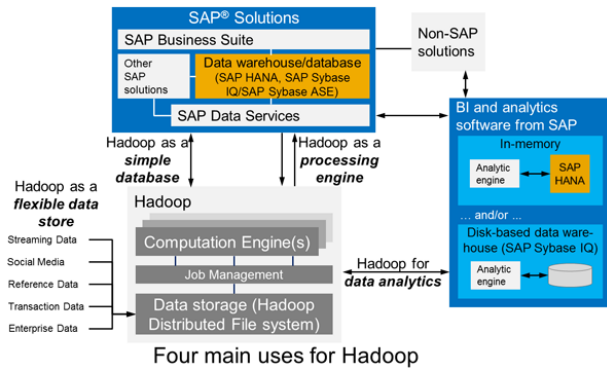 SAP® Solutions
SAP Business Suite
Other
SAP
solutions
Data warehouse/database
(SAP HANA, SAP Sybase
IQ/SAP Sybase ASE)
SAP Data Services
Non-SAP
solutions
BI and analytics
software from SAP
In-memory
Analytic
engine
SAP
HANA
... and/or ...
Disk-based data ware-
house (SAP Sybase IQ)
Analytic
engine
Hadoop as a
simple
database
Hadoop as a
processing
engine
Hadoop as a
flexible data
store
Streaming Data
Social Media
Reference Data
Transaction Data
Enterprise Data
Hadoop
Computation Engine(s)
Job Management
Data storage (Hadoop
Distributed File system)
Hadoop for
data analytics
Four main uses for Hadoop